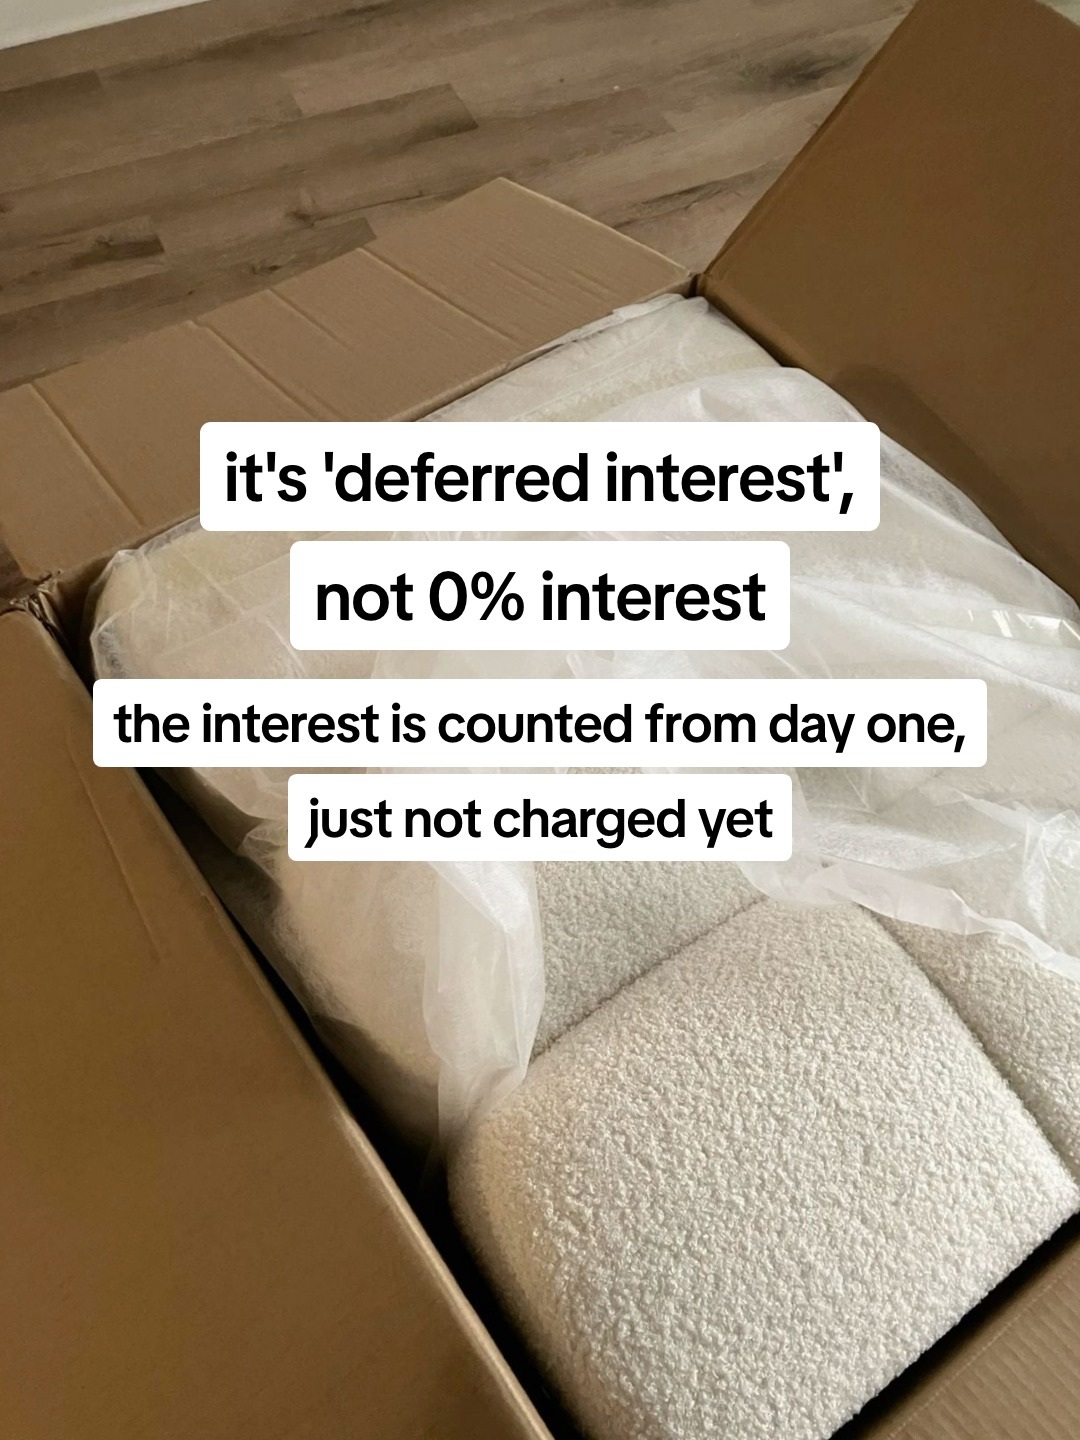 it's 'deferred interest',
not 0% interest
the interest is counted from day one,
just not charged yet